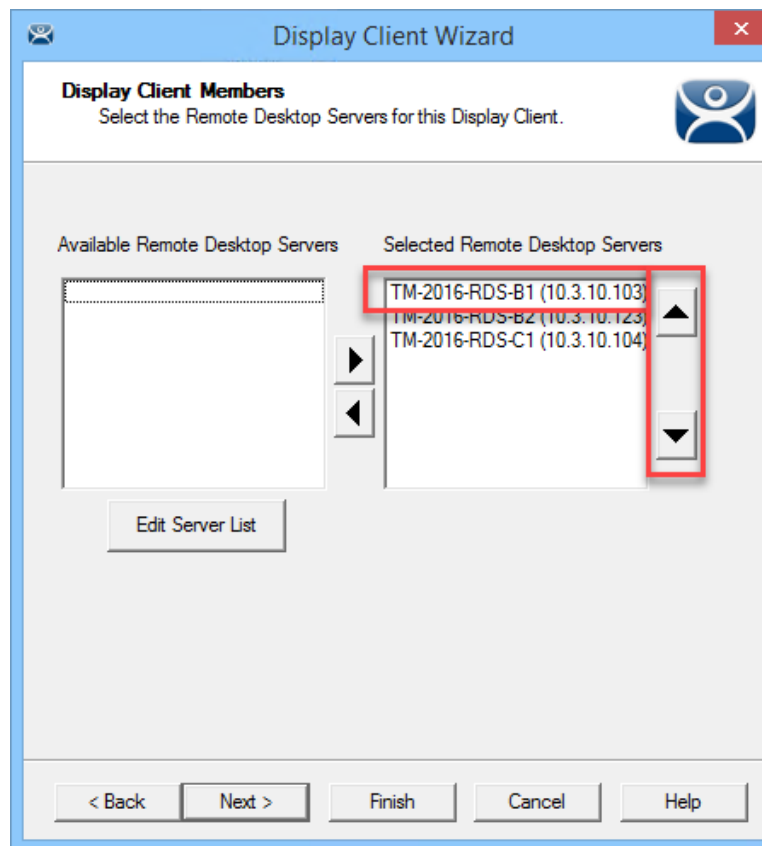 Display Client Wizard
Display Client Members
Select the Remote Desktop Servers for this Display Client.
Available Remote Desktop Servers
Selected Remote Desktop Servers
TM-2016-RDS-B1 (10.3.10.103)
TM-2016-RDS-B2 (10.3.10.123)
TM-2016-RDS-C1 (10.3.10.104)
Edit Server List
< Back
Next >
Finish
Cancel
Help